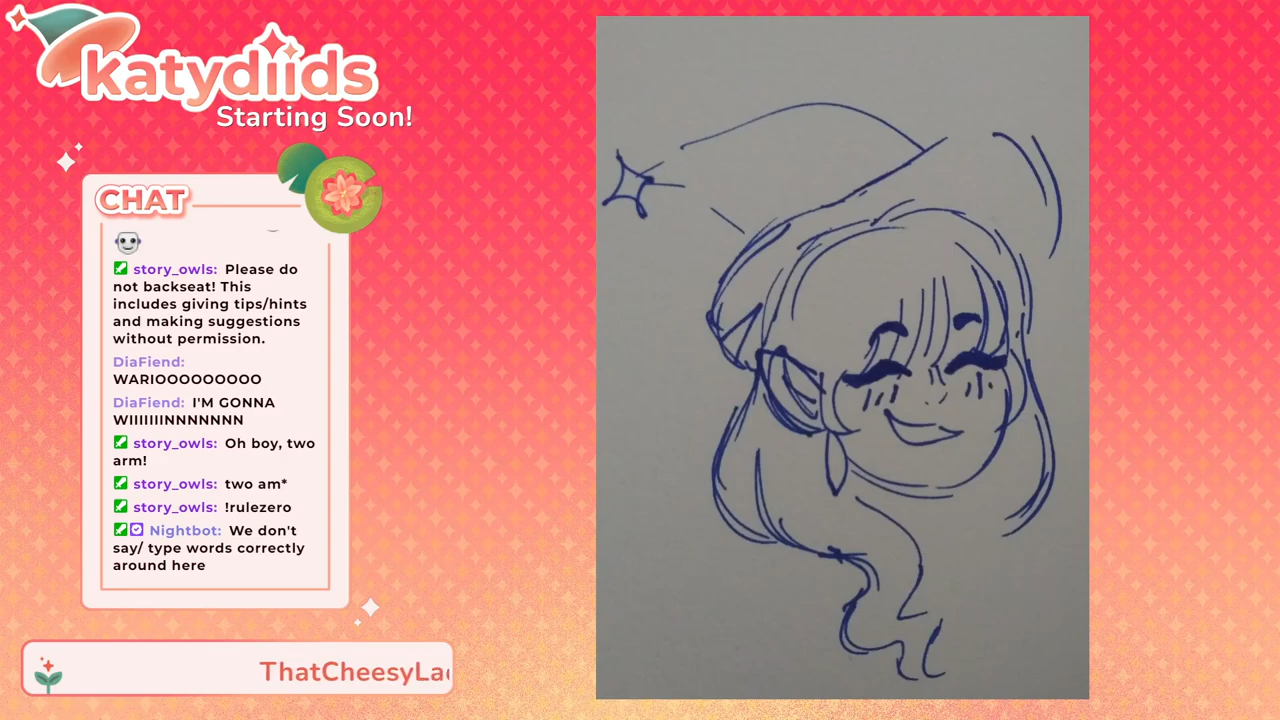 Katydiids
Starting Soon!
CHAT
story_owls: Please do
not backseat! This
includes giving tips/hints
and making suggestions
without permission.
DiaFiend:
WARIOOOOOOOOO
DiaFiend: I'M GONNA
WIIIIIIINNNNNNN
story_owls: Oh boy, two
arm!
story_owls: two am*
story_owls: !rulezero
Nightbot: We don't
say/ type words correctly
around here
ThatCheesyLa